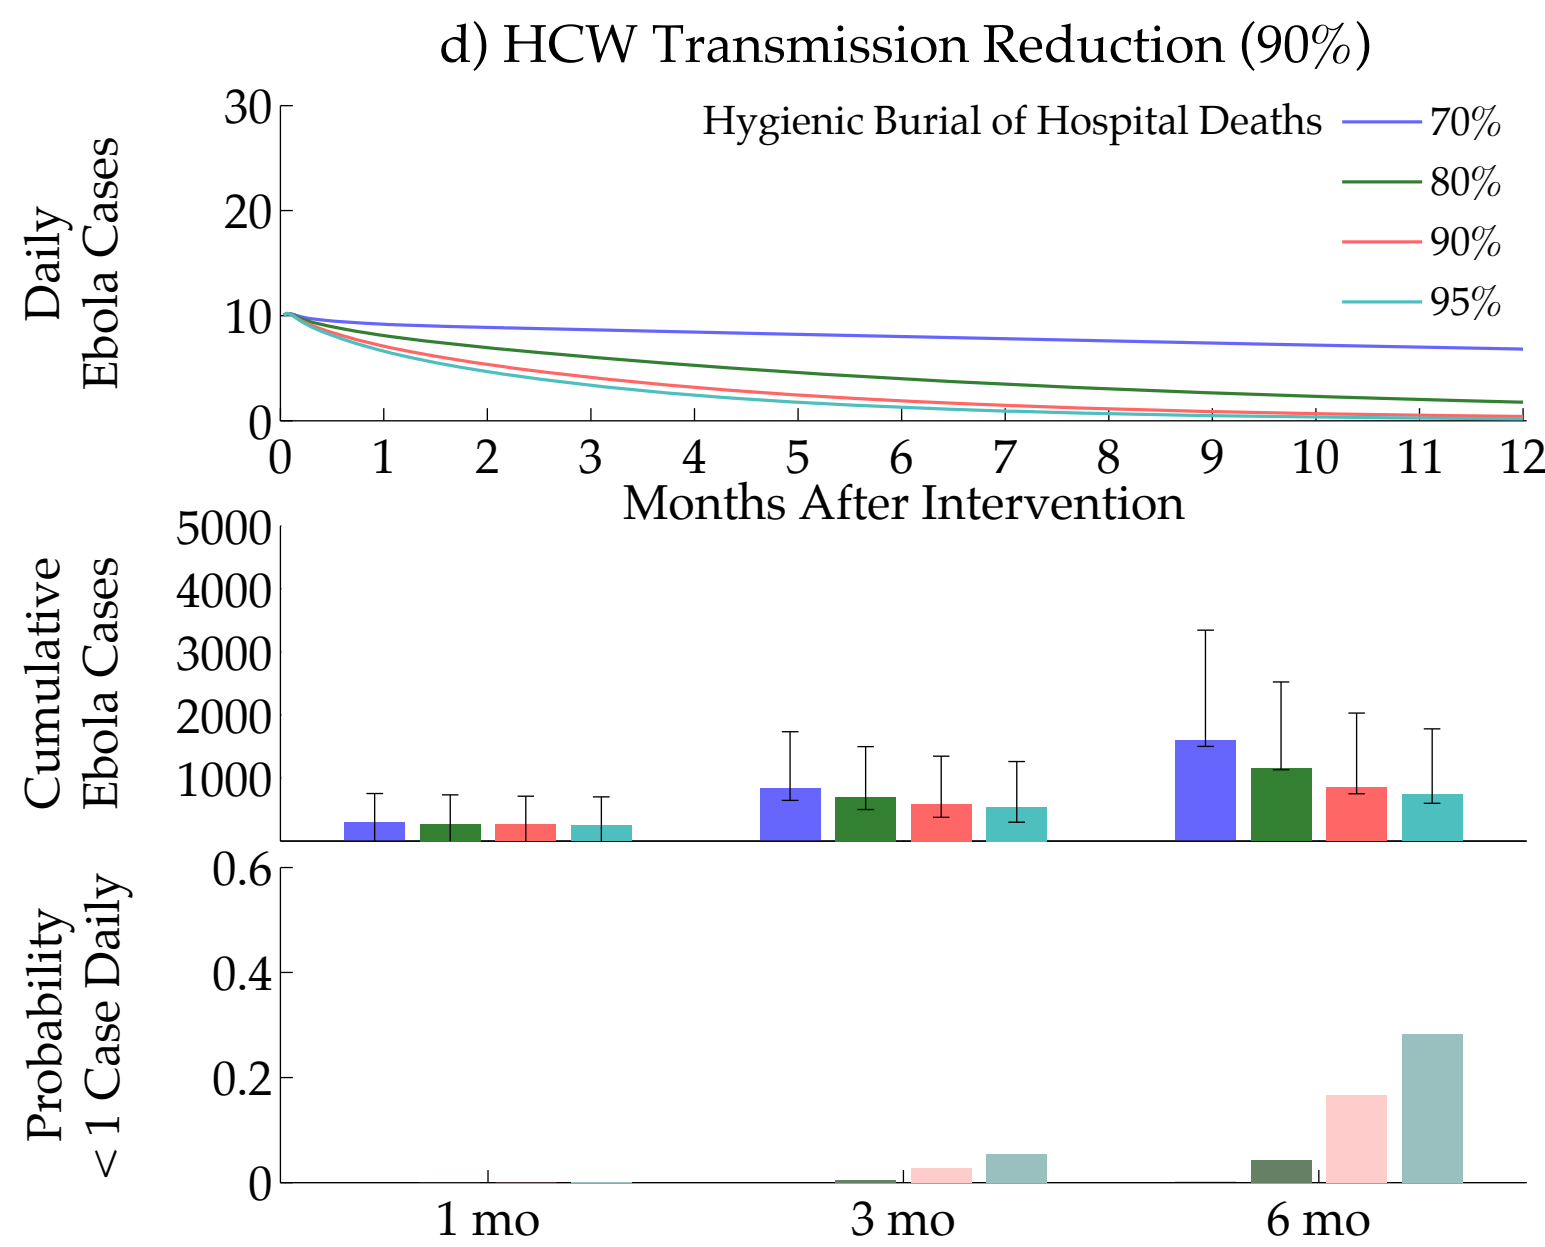 d) HCW Transmission Reduction (90%)
Daily
Ebola Cases
30
20
10
0
Hygienic Burial of Hospital Deaths
70%
80%
90%
95%
0 1 2 3 4 5 6 7 8 9 10 11 12
Months After Intervention
Cumulative
Ebola Cases
5000
4000
3000
2000
1000
Probability
< 1 Case Daily
0.6
0.4
0.2
0
1 mo 3 mo 6 mo